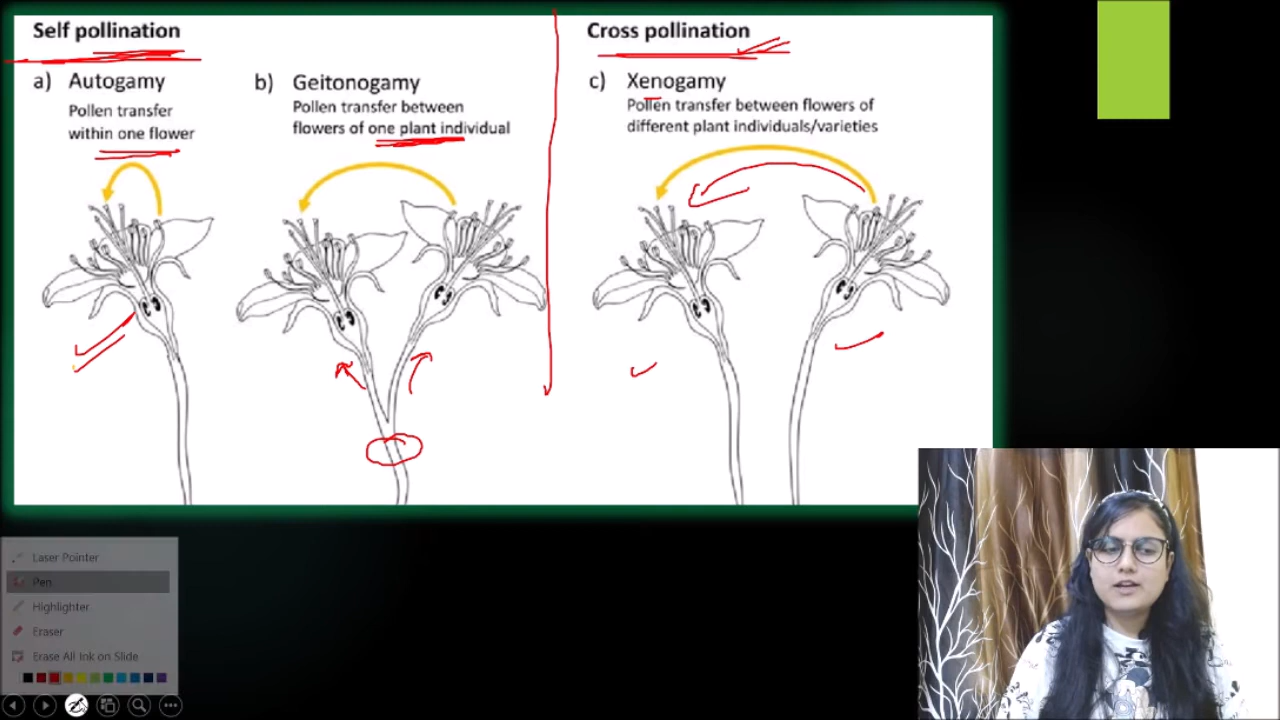 Self pollination
a) Autogamy
Pollen transfer
within one flower
b) Geitonogamy
Pollen transfer between
flowers of one plant individual
Cross pollination
c) Xenogamy
Pollen transfer between flowers of
different plant individuals/varieties
Laser Pointer
Pen
Highlighter
Eraser
Erase All Ink on Slide